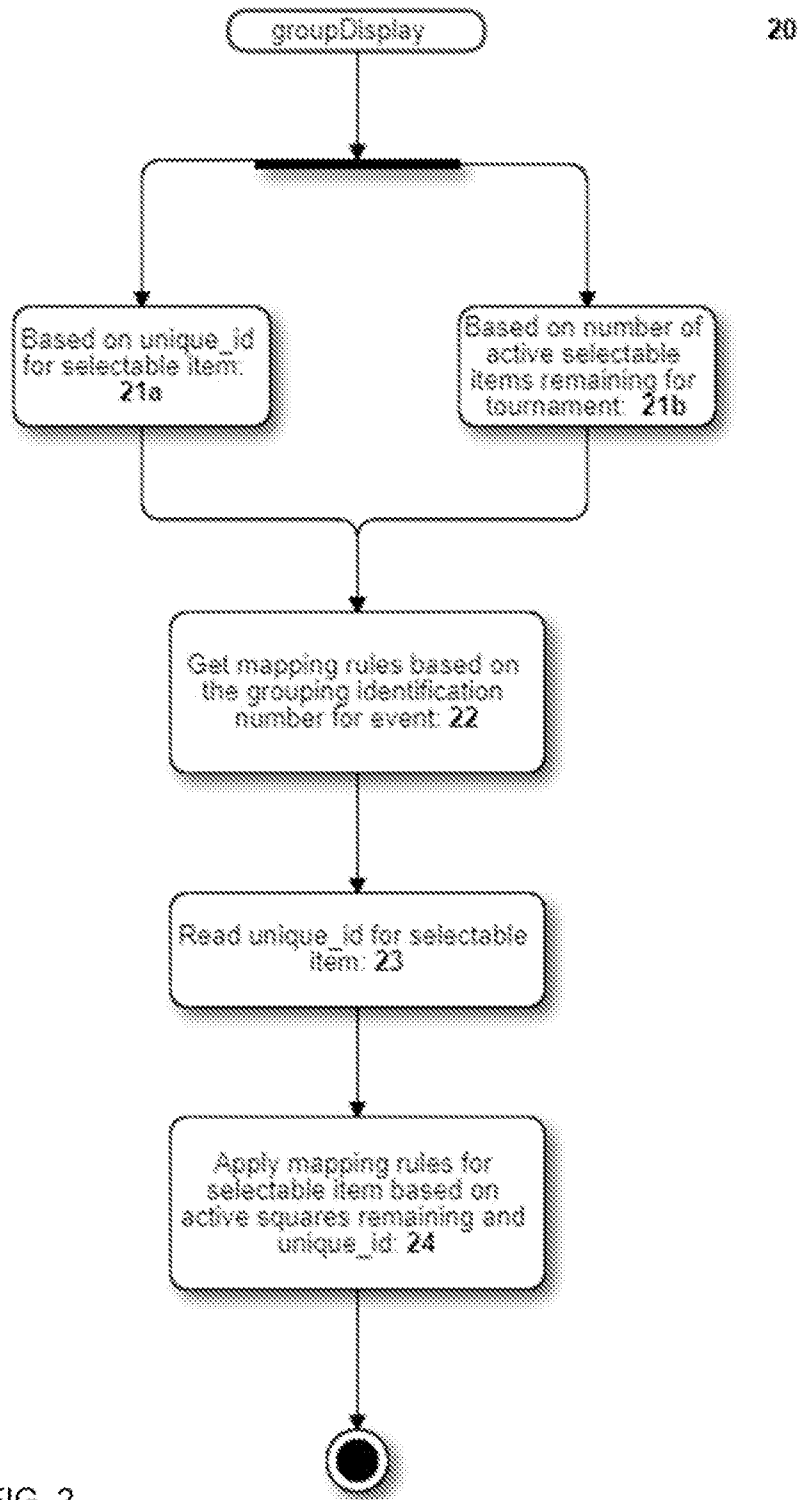 groupDisplay
20
Based on unique_id
for selectable item:
21a
Based on number of
active selectable
items remaining for
tournament: 21b
Get mapping rules based on
the grouping identification
number for event: 22
Read unique_id for selectable
item: 23
Apply mapping rules for
selectable item based on
active squares remaining and
unique_id: 24
FIG. 2